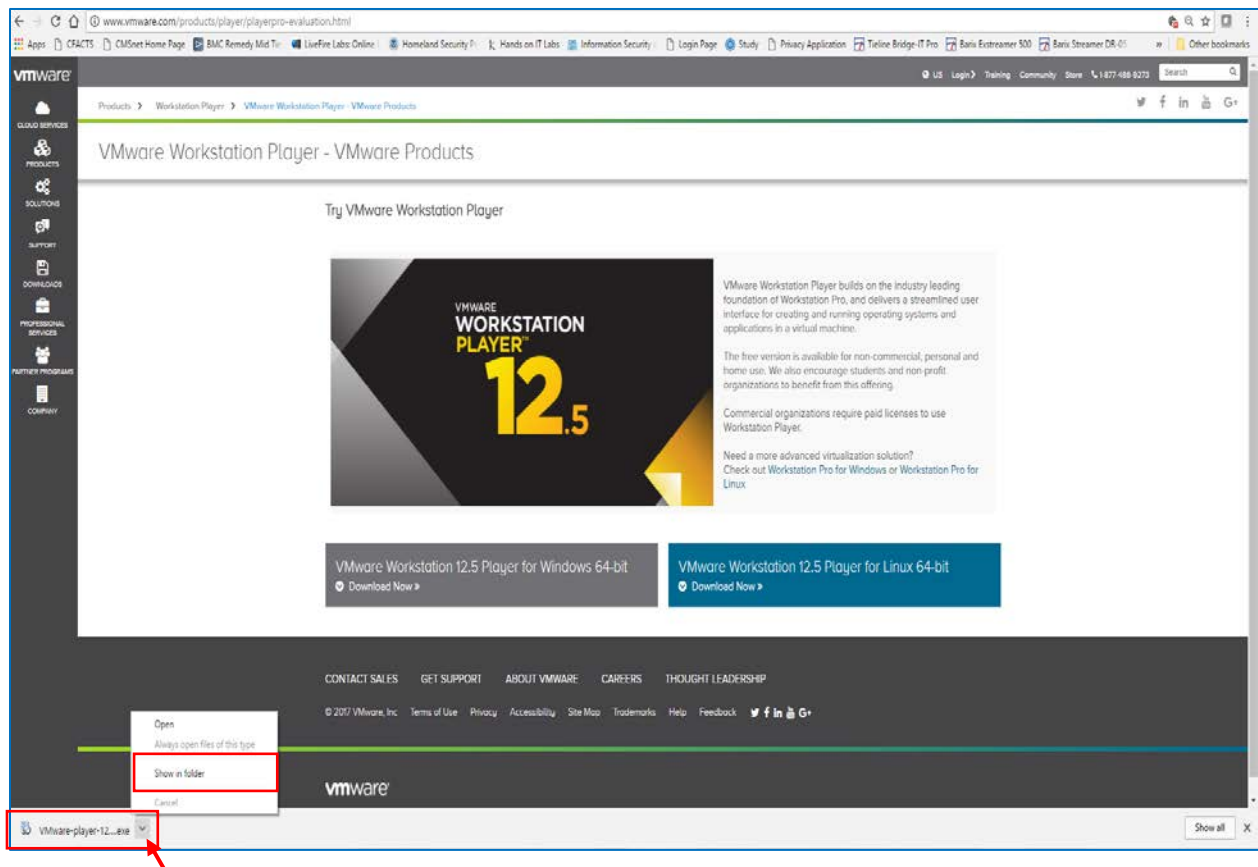 www.vmware.com/products/player/playerpro-evaluation.html
Apps CFACTS CMSnet Home Page BMC Remedy Mid Tie LiveFire Labs: Online Homeland Security Pr Hands on IT Labs Information Security Login Page Study Privacy Application Tieline Bridge-IT Pro Barix Exstreamer 500 Barix Streamer DR-05 » Other bookmarks
vmware
US Login > Training Community Store 1-877-486-9273 Search
Products > Workstation Player > VMware Workstation Player - VMware Products
f in G+
CLOUD SERVICES
PRODUCTS
SOLUTIONS
SUPPORT
DOWNLOADS
PROFESSIONAL
SERVICES
PARTNER PROGRAMS
COMPANY
VMware Workstation Player - VMware Products
Try VMware Workstation Player
VMWARE
WORKSTATION
PLAYER™
12.5
VMware Workstation Player builds on the industry leading
foundation of Workstation Pro, and delivers a streamlined user
interface for creating and running operating systems and
applications in a virtual machine.
The free version is available for non-commercial, personal and
home use. We also encourage students and non-profit
organizations to benefit from this offering.
Commercial organizations require paid licenses to use
Workstation Player.
Need a more advanced virtualization solution?
Check out Workstation Pro for Windows or Workstation Pro for
Linux
VMware Workstation 12.5 Player for Windows 64-bit
Download Now »
VMware Workstation 12.5 Player for Linux 64-bit
Download Now »
CONTACT SALES GET SUPPORT ABOUT VMWARE CAREERS THOUGHT LEADERSHIP
© 2017 VMware, Inc Terms of Use Privacy Accessibility Site Map Trademarks Help Feedback f in G+
Open
Always open files of this type
Show in folder
Cancel
vmware
VMware-player-12....exe
Show all X